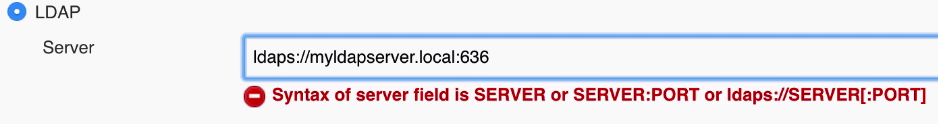 LDAP
Server
ldaps://myldapserver.local:636
Syntax of server field is SERVER or SERVER:PORT or ldaps://SERVER[:PORT]